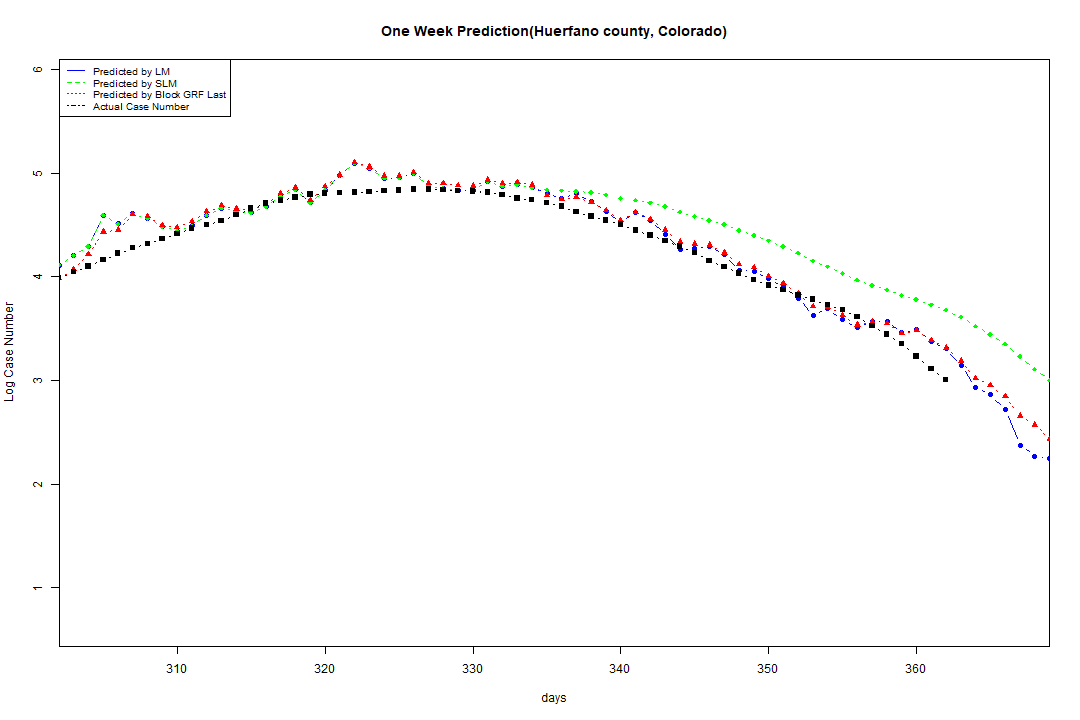 One Week Prediction(Huerfano county, Colorado)
Predicted by LM
Predicted by SLM
Predicted by Block GRF Last
Actual Case Number
6
5
4
3
2
1
Log Case Number
310 320 330 340 350 360
days